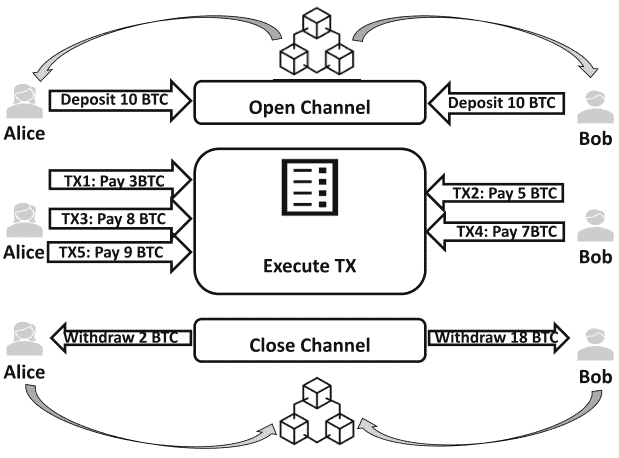 Deposit 10 BTC
Open Channel
Deposit 10 BTC
Alice
Bob
TX1: Pay 3BTC
TX2: Pay 5 BTC
TX3: Pay 8 BTC
TX4: Pay 7BTC
Alice
Bob
TX5: Pay 9 BTC
Execute TX
Withdraw 2 BTC
Close Channel
Withdraw 18 BTC
Alice
Bob